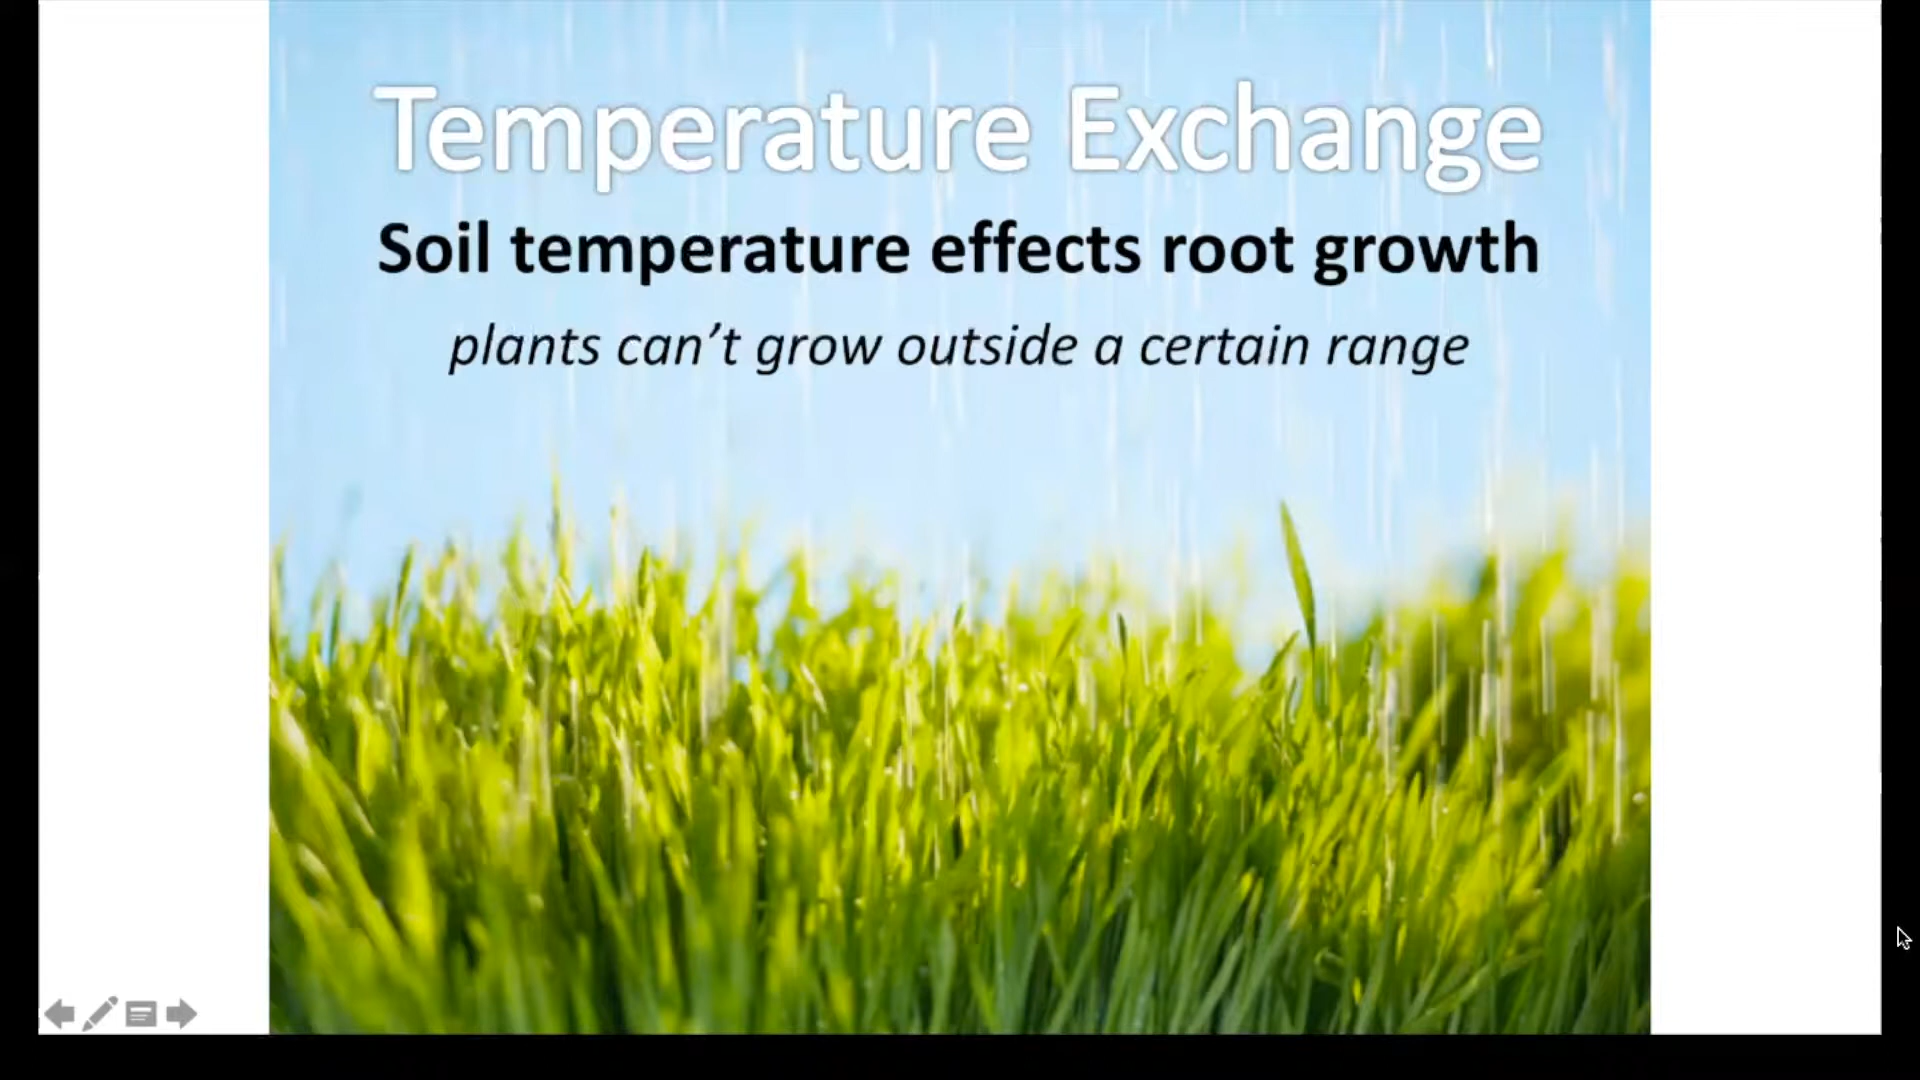 Temperature Exchange
Soil temperature effects root growth
plants can’t grow outside a certain range